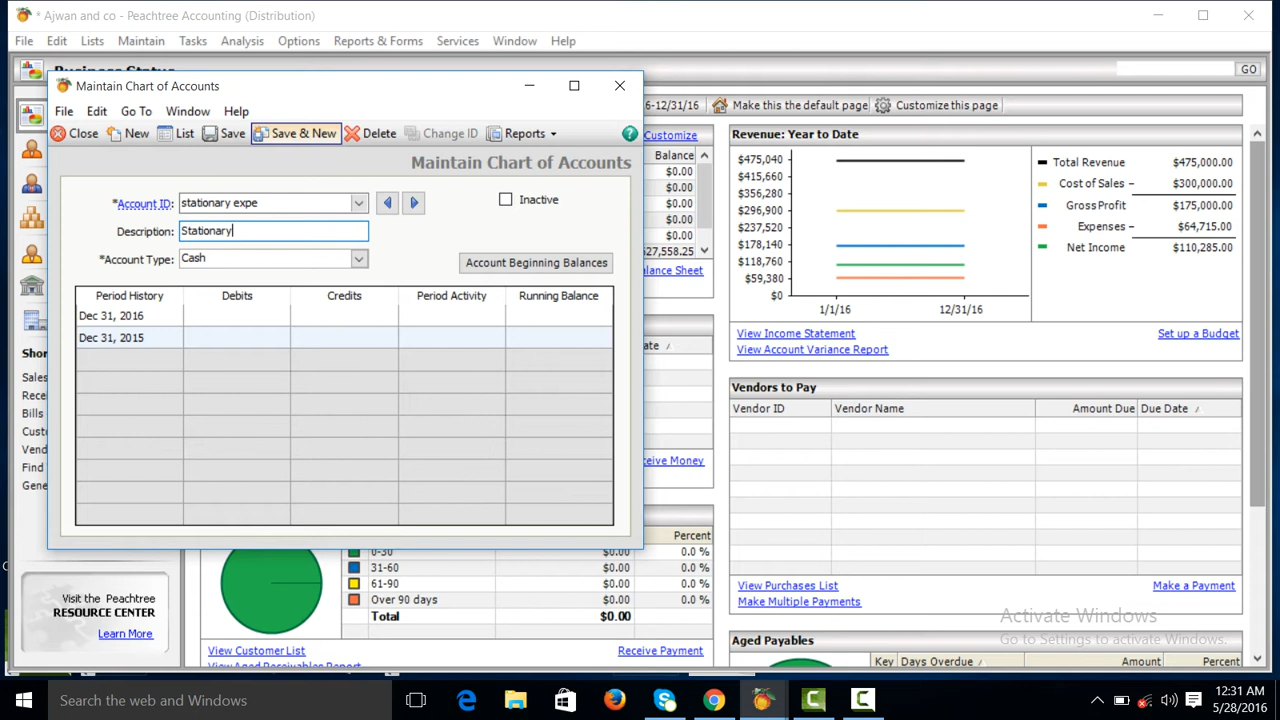 * Ajwan and co - Peachtree Accounting (Distribution)
File Edit Lists Maintain Tasks Analysis Options Reports & Forms Services Window Help
GO
6-12/31/16 Make this the default page Customize this page
Maintain Chart of Accounts
File Edit Go To Window Help
Close New List Save Save & New Delete Change ID Reports
Maintain Chart of Accounts
*Account ID: stationary expe
Inactive
Description: Stationary
*Account Type: Cash
Account Beginning Balances
Period History Debits Credits Period Activity Running Balance
Dec 31, 2016
Dec 31, 2015
Customize
Balance
$0.00
$0.00
$0.00
$0.00
$0.00
27,558.25
alance Sheet
ate
ceive Money
Revenue: Year to Date
$475,040
$415,660
$356,280
$296,900
$237,520
$178,140
$118,760
$59,380
$0
1/1/16 12/31/16
Total Revenue $475,000.00
Cost of Sales – $300,000.00
Gross Profit $175,000.00
Expenses – $64,715.00
Net Income $110,285.00
View Income Statement
Set up a Budget
View Account Variance Report
Vendors to Pay
Vendor ID Vendor Name Amount Due Due Date
View Purchases List
Make a Payment
Make Multiple Payments
Aged Payables
Key Days Overdue Amount Percent
Shor
Sales
Rece
Bills
Custo
Vend
Find
Gene
Visit the Peachtree
RESOURCE CENTER
Learn More
Percent
0-30 $0.00 0.0 %
31-60 $0.00 0.0 %
61-90 $0.00 0.0 %
Over 90 days $0.00 0.0 %
Total $0.00
View Customer List
Receive Payment
View Aged Receivables Report
Activate Windows
Go to Settings to activate Windows.
Search the web and Windows
12:31 AM
5/28/2016